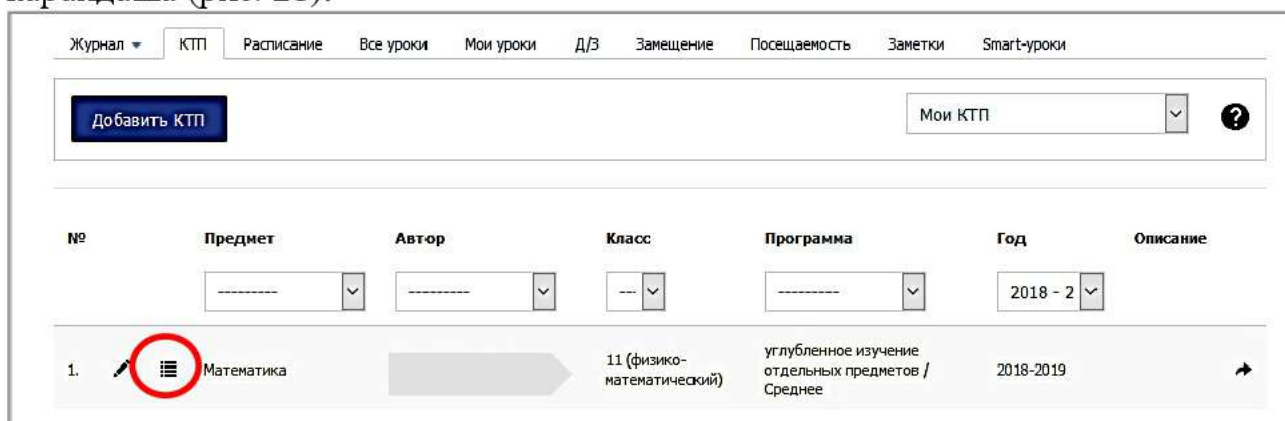 Журнал КТП Расписание Все уроки Мои уроки Д/З Замещение Посещаемость Заметки Smart-уроки
Добавить КТП Мои КТП ?
№ Предмет Автор Класс Программа Год Описание
--------- --------- --- --------- 2018 - 2
1. Математика 11 (физико-математический) углубленное изучение отдельных предметов / Среднее 2018-2019